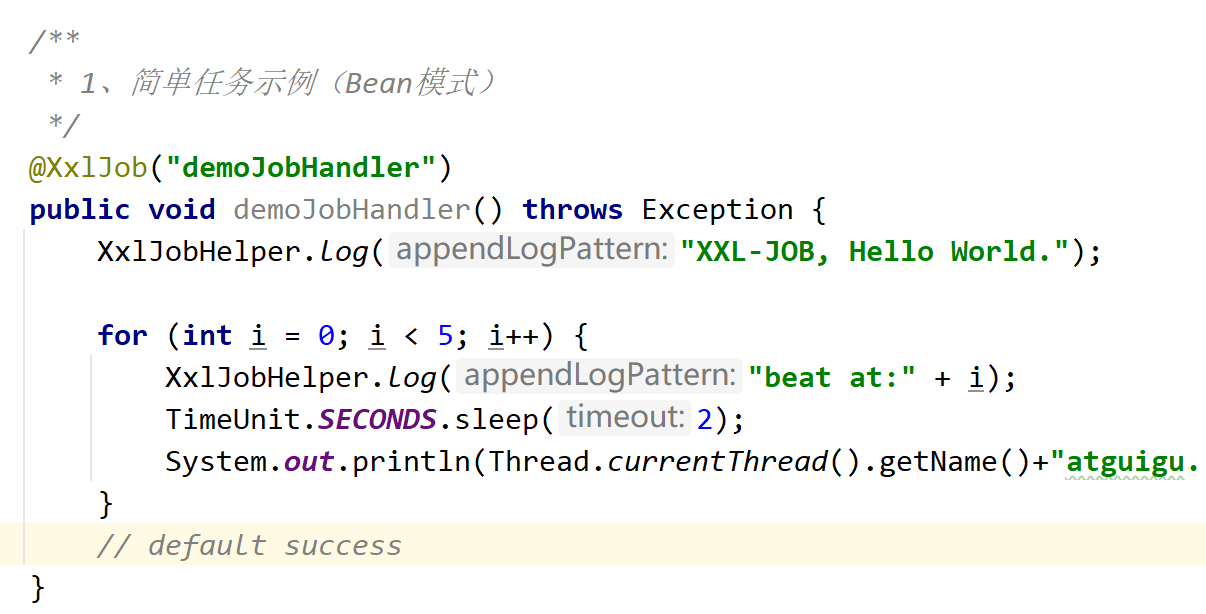 /**
 * 1、简单任务示例（Bean模式）
 */
@XxlJob("demoJobHandler")
public void demoJobHandler() throws Exception {
    XxlJobHelper.log( appendLogPattern: "XXL-JOB, Hello World.");

    for (int i = 0; i < 5; i++) {
        XxlJobHelper.log( appendLogPattern: "beat at:" + i);
        TimeUnit.SECONDS.sleep( timeout: 2);
        System.out.println(Thread.currentThread().getName()+"atguigu.
    }
    // default success
}